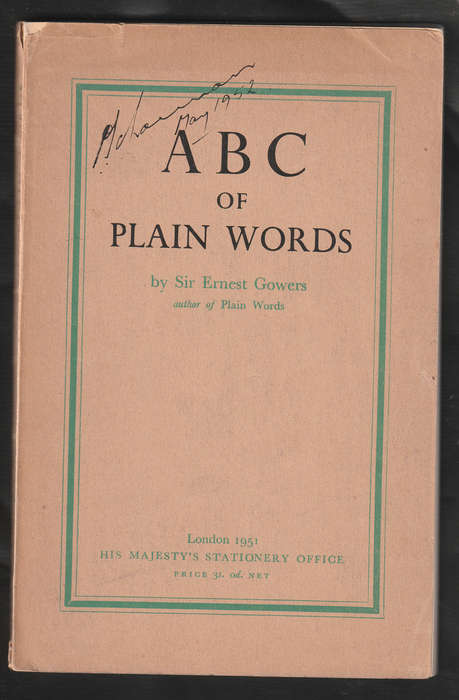 May 1952
ABC
OF
PLAIN WORDS
by Sir Ernest Gowers
author of Plain Words
London 1951
HIS MAJESTY'S STATIONERY OFFICE
PRICE 3s. 0d. NET